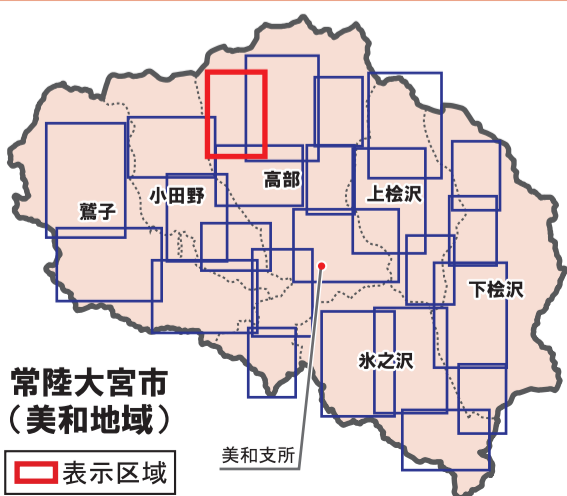 高部
小田野
上桧沢
鷲子
下桧沢
氷之沢
常陸大宮市
（美和地域）
美和支所
表示区域